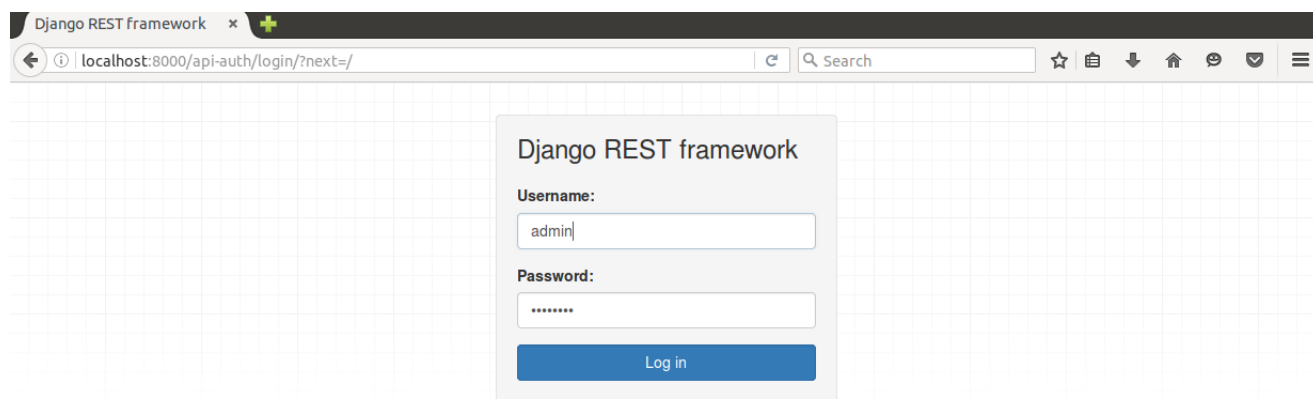 Django REST framework
localhost:8000/api-auth/login/?next=/
Search
Django REST framework
Username:
admin
Password:
••••••••
Log in